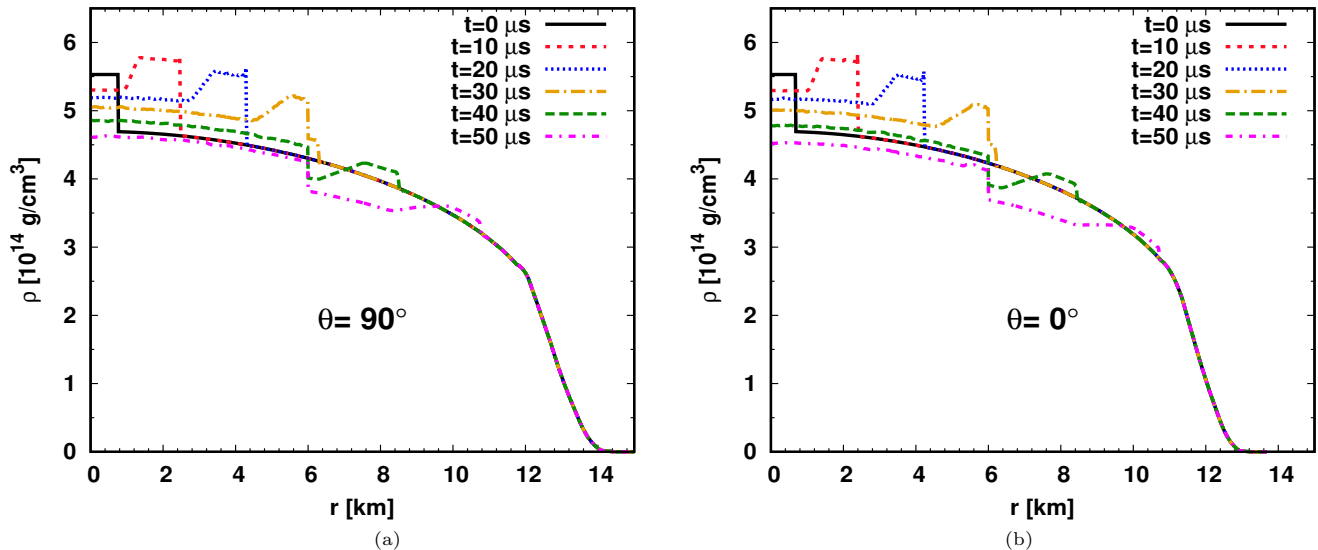 t=0 μs
t=10 μs
t=20 μs
t=30 μs
t=40 μs
t=50 μs
6
5
4
3
2
1
0
ρ [10¹⁴ g/cm³]
θ= 90°
0 2 4 6 8 10 12 14
r [km]
(a)
t=0 μs
t=10 μs
t=20 μs
t=30 μs
t=40 μs
t=50 μs
6
5
4
3
2
1
0
ρ [10¹⁴ g/cm³]
θ= 0°
0 2 4 6 8 10 12 14
r [km]
(b)